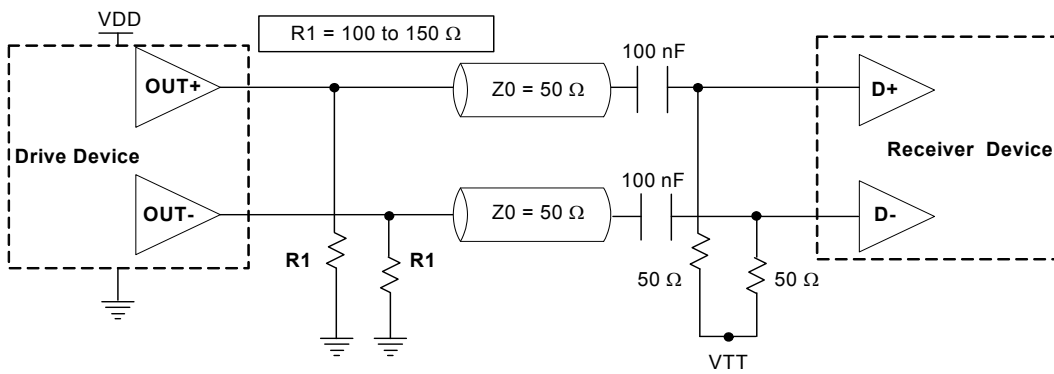 VDD
R1 = 100 to 150 Ω
100 nF
OUT+
Z0 = 50 Ω
D+
Drive Device
Receiver Device
100 nF
OUT-
Z0 = 50 Ω
D-
R1
R1
50 Ω
50 Ω
VTT